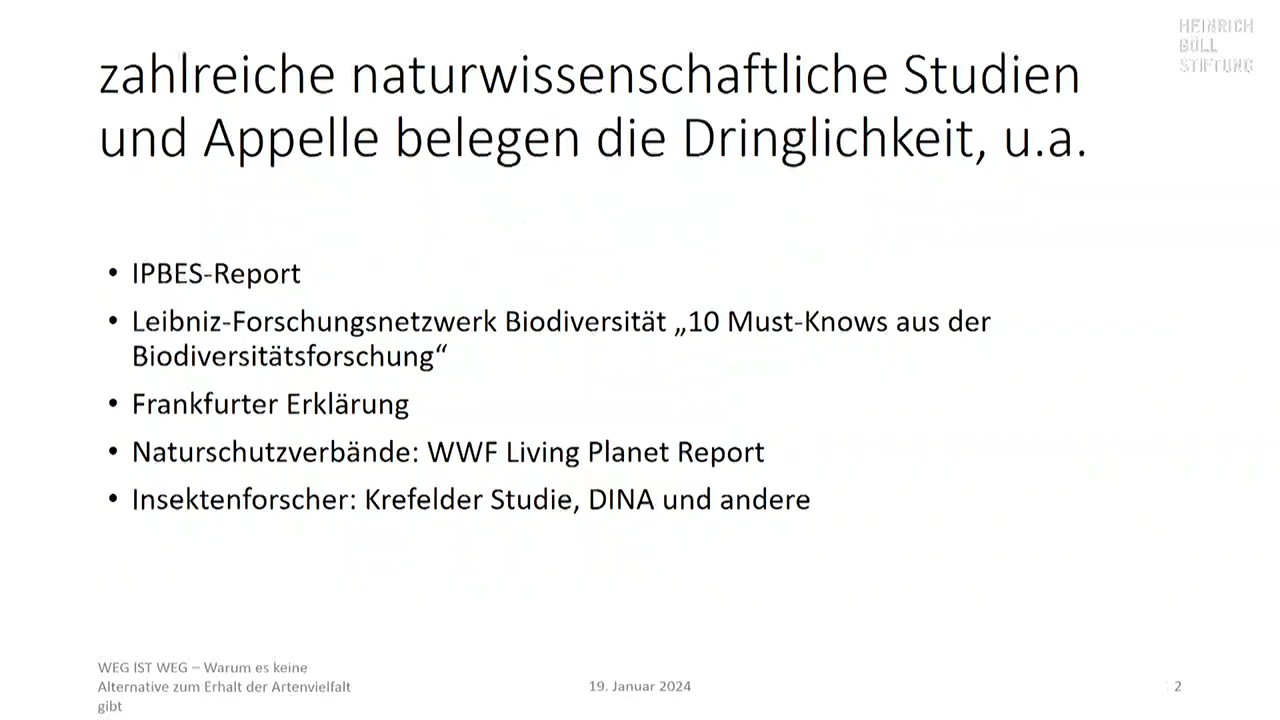 HEINRICH
BÖLL
STIFTUNG
zahlreiche naturwissenschaftliche Studien
und Appelle belegen die Dringlichkeit, u.a.
• IPBES-Report
• Leibniz-Forschungsnetzwerk Biodiversität „10 Must-Knows aus der
Biodiversitätsforschung“
• Frankfurter Erklärung
• Naturschutzverbände: WWF Living Planet Report
• Insektenforscher: Krefelder Studie, DINA und andere
WEG IST WEG – Warum es keine
Alternative zum Erhalt der Artenvielfalt
gibt
19. Januar 2024
2